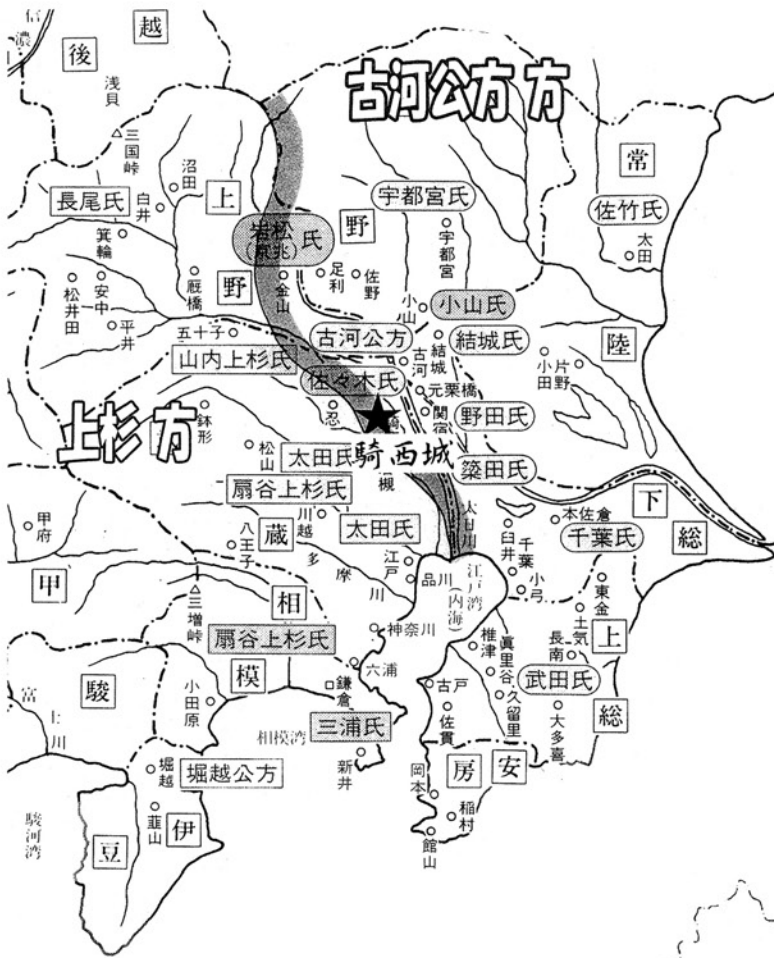 信濃
越
後
浅貝
三国峠
古河公方方
常
沼田
白井
長尾氏
上
箕輪
岩松(京兆)氏
野
宇都宮氏
宇都宮
佐竹氏
太田
松井田
安中
平井
厩橋
野
金山
足利
佐野
小山
小山氏
五十子
古河公方
結城氏
結城
古河
陸
山内上杉氏
佐々木氏
元栗橋
小田
片野
上杉方
鉢形
忍
関宿
野田氏
松山
太田氏
騎西城
槻
簗田氏
扇谷上杉氏
川越
太田氏
太日川
下
総
甲府
八王子
蔵
多摩川
江戸
品川
江戸湾(内海)
臼井
千葉
本佐倉
千葉氏
小弓
甲
三増峠
相
神奈川
東金
土気
扇谷上杉氏
六浦
椎津
真里谷
長南
上
模
駿
小田原
鎌倉
古戸
久留里
武田氏
総
富士川
三浦氏
佐貫
大多喜
相模湾
新井
堀越
堀越公方
岡本
房
安
韮山
伊
豆
駿河湾
稲村
館山